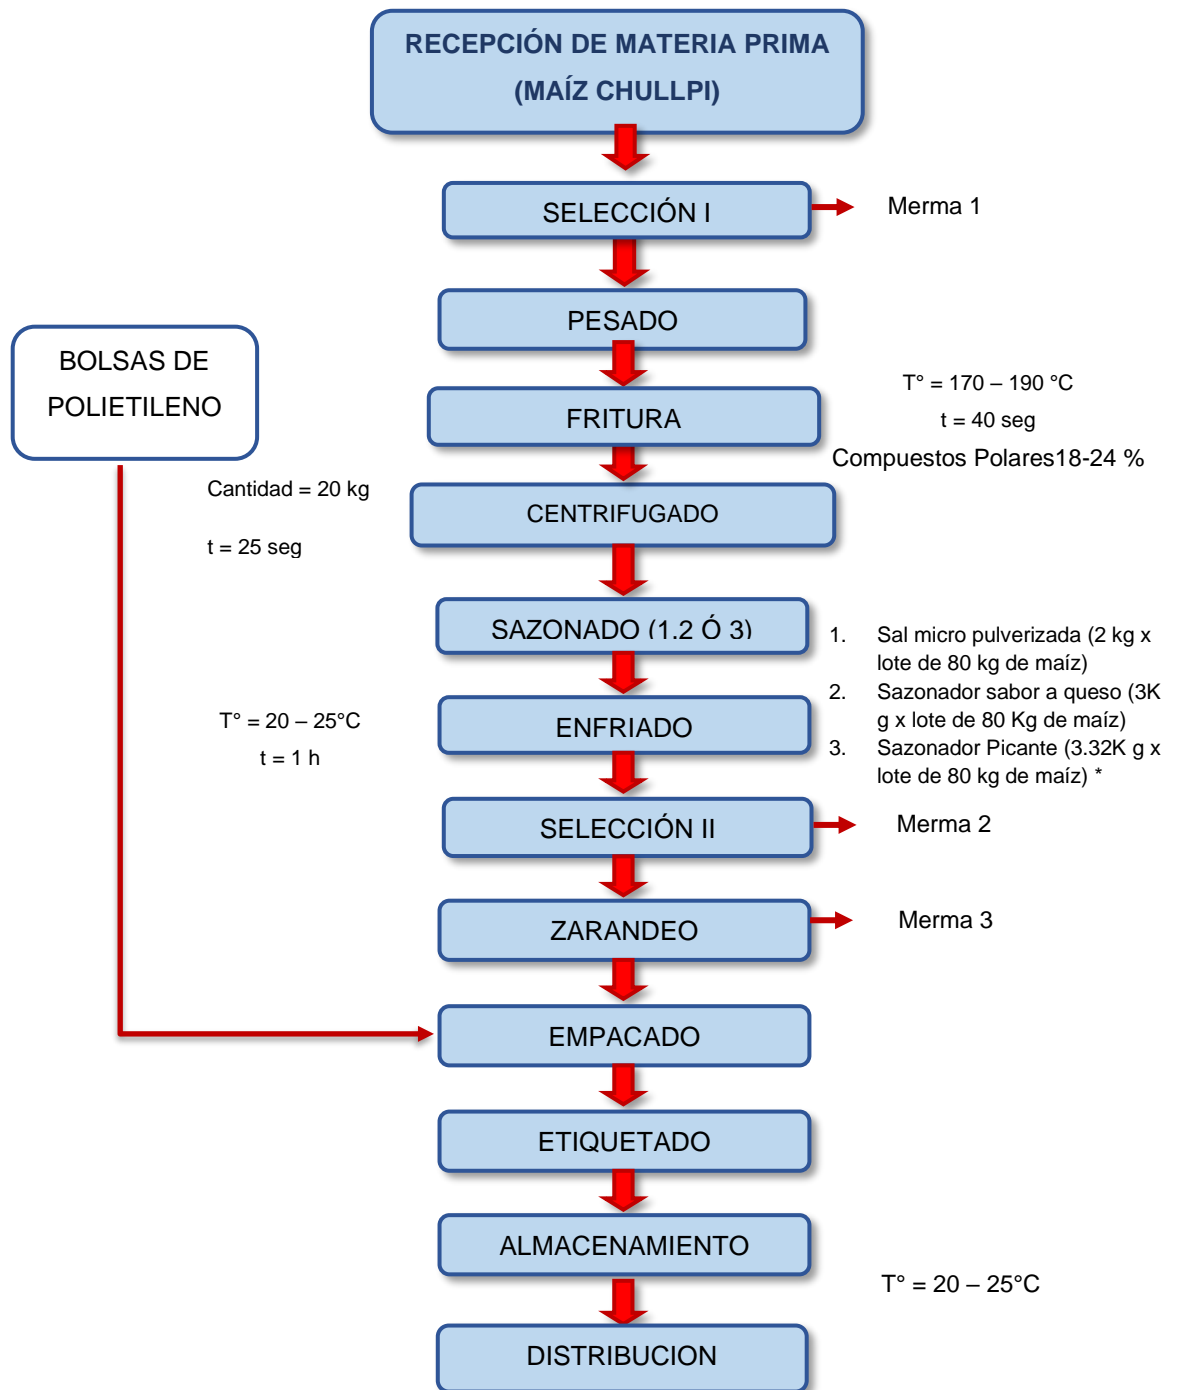 RECEPCIÓN DE MATERIA PRIMA
(MAÍZ CHULLPI)
SELECCIÓN I
Merma 1
PESADO
BOLSAS DE
POLIETILENO
FRITURA
T° = 170 – 190 °C
t = 40 seg
Compuestos Polares18-24 %
Cantidad = 20 kg
t = 25 seg
CENTRIFUGADO
SAZONADO (1.2 Ó 3)
1. Sal micro pulverizada (2 kg x
lote de 80 kg de maíz)
2. Sazonador sabor a queso (3K
g x lote de 80 Kg de maíz)
3. Sazonador Picante (3.32K g x
lote de 80 kg de maíz) *
T° = 20 – 25°C
t = 1 h
ENFRIADO
SELECCIÓN II
Merma 2
ZARANDEO
Merma 3
EMPACADO
ETIQUETADO
ALMACENAMIENTO
T° = 20 – 25°C
DISTRIBUCION